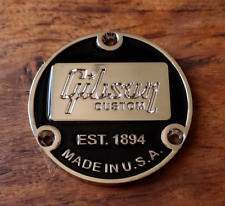 Gibson
CUSTOM
EST. 1894
MADE IN U.S.A.